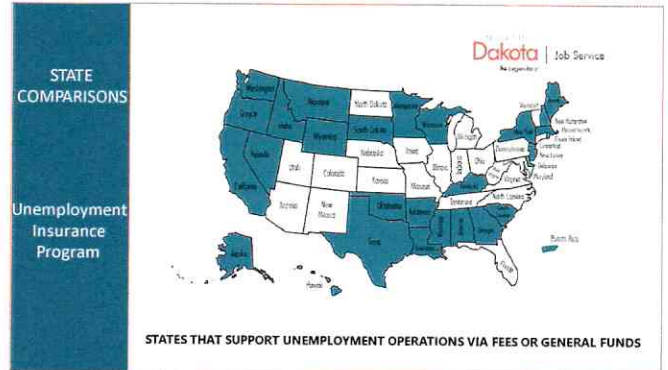 STATE
COMPARISONS
Unemployment
Insurance
Program
Dakota | Job Service
Be Legendary
Washington
Montana
North Dakota
Minnesota
Oregon
Idaho
Wyoming
South Dakota
Wisconsin
Michigan
Vermont
New York
New Hampshire
Massachusetts
Rhode Island
Connecticut
New Jersey
Delaware
Maryland
Pennsylvania
Nevada
Utah
Colorado
Nebraska
Iowa
Illinois
Indiana
Ohio
Virginia
California
Kansas
Missouri
Kentucky
North Carolina
Tennessee
Arizona
New
Mexico
Oklahoma
Arkansas
Texas
Louisiana
Georgia
Florida
Alaska
Hawaii
Puerto Rico
STATES THAT SUPPORT UNEMPLOYMENT OPERATIONS VIA FEES OR GENERAL FUNDS